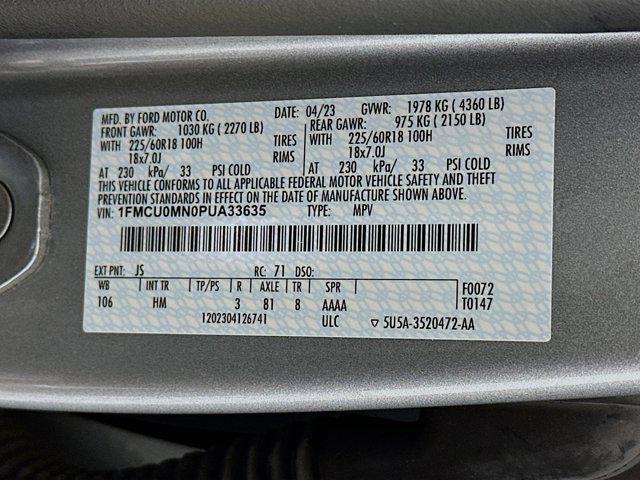 MFD. BY FORD MOTOR CO. DATE: 04/23 GVWR: 1978 KG ( 4360 LB)
FRONT GAWR: 1030 KG ( 2270 LB) REAR GAWR: 975 KG ( 2150 LB)
WITH 225/60R18 100H TIRES WITH 225/60R18 100H TIRES
18x7.0J RIMS 18x7.0J RIMS
AT 230 kPa/ 33 PSI COLD AT 230 kPa/ 33 PSI COLD
THIS VEHICLE CONFORMS TO ALL APPLICABLE FEDERAL MOTOR VEHICLE SAFETY AND THEFT
PREVENTION STANDARDS IN EFFECT ON THE DATE OF MANUFACTURE SHOWN ABOVE.
VIN: 1FMCU0MN0PUA33635 TYPE: MPV
EXT PNT: JS RC: 71 DSO: F0072
WB INT TR TP/PS R AXLE TR SPR T0147
106 HM 3 81 8 AAAA
1202304126741 ULC ▽ 5U5A-3520472-AA